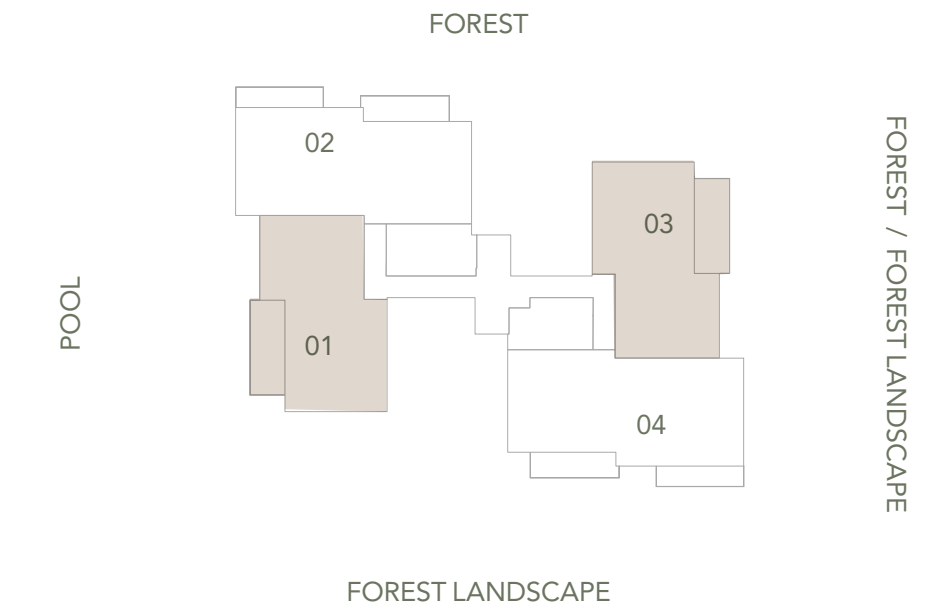 FOREST
02
03
01
04
POOL
FOREST / FOREST LANDSCAPE
FOREST LANDSCAPE